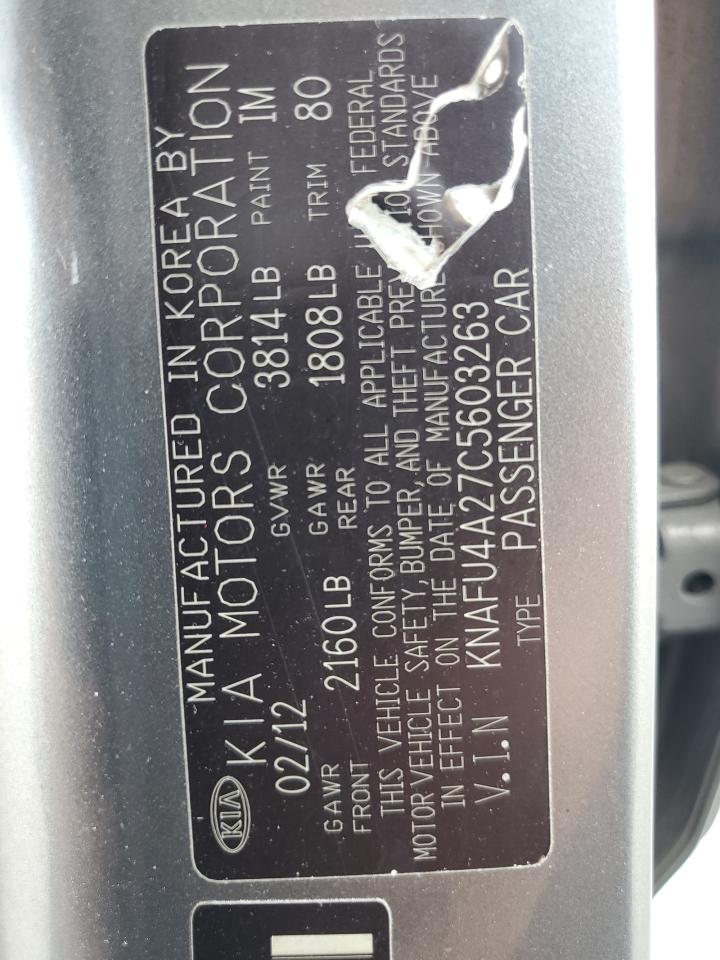 MANUFACTURED IN KOREA BY
KIA KIA MOTORS CORPORATION
02/12 GVWR 3814LB PAINT IM
GAWR FRONT 2160LB GAWR REAR 1808LB TRIM 80
THIS VEHICLE CONFORMS TO ALL APPLICABLE FEDERAL
MOTOR VEHICLE SAFETY, BUMPER, AND THEFT STANDARDS
IN EFFECT ON THE DATE OF MANUFACTURE SHOWN ABOVE
V.I.N KNAFU4A27C5603263
TYPE PASSENGER CAR